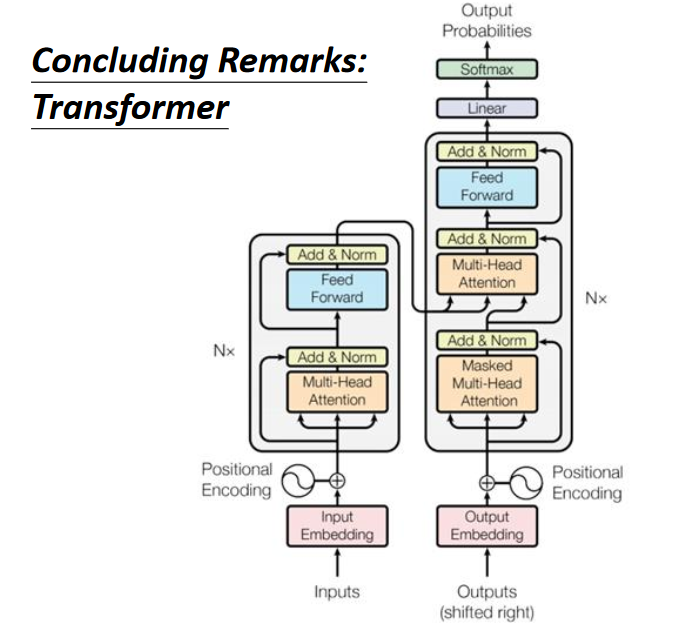 Concluding Remarks:
Transformer
Output
Probabilities
Softmax
Linear
Add & Norm
Feed
Forward
Add & Norm
Multi-Head
Attention
Nx
Add & Norm
Masked
Multi-Head
Attention
Add & Norm
Feed
Forward
Nx
Add & Norm
Multi-Head
Attention
Positional
Encoding
Positional
Encoding
Input
Embedding
Output
Embedding
Inputs
Outputs
(shifted right)